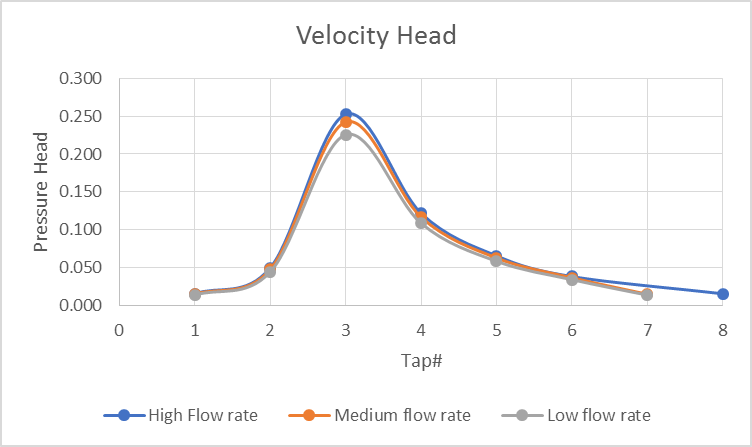 Velocity Head
Pressure Head
0.300
0.250
0.200
0.150
0.100
0.050
0.000
0 1 2 3 4 5 6 7 8
Tap#
High Flow rate Medium flow rate Low flow rate